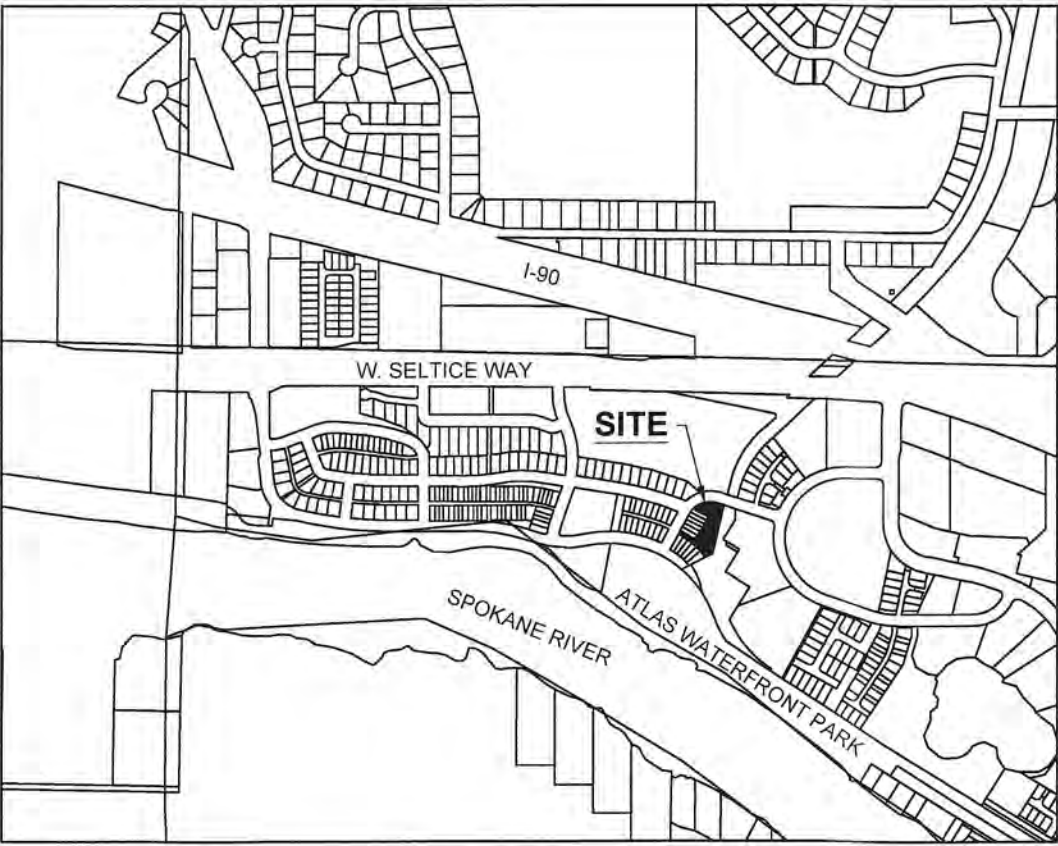 I-90
W. SELTICE WAY
SITE
SPOKANE RIVER
ATLAS WATERFRONT PARK